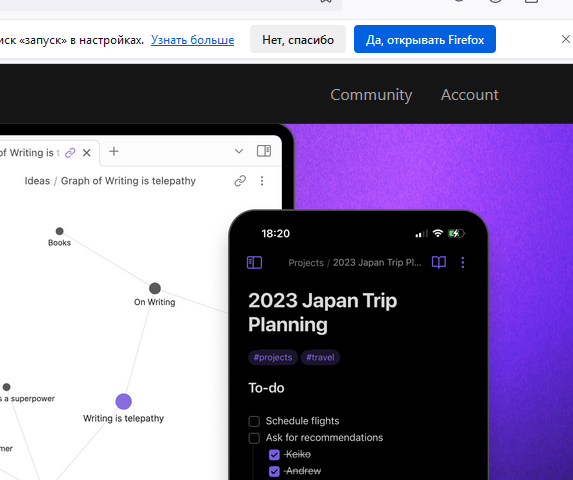 иск «запуск» в настройках. Узнать больше Нет, спасибо Да, открывать Firefox
Community Account
of Writing is t
Ideas / Graph of Writing is telepathy
Books
On Writing
s a superpower
Writing is telepathy
mer
18:20
Projects / 2023 Japan Trip Pl...
2023 Japan Trip
Planning
#projects #travel
To-do
Schedule flights
Ask for recommendations
Keiko
Andrew